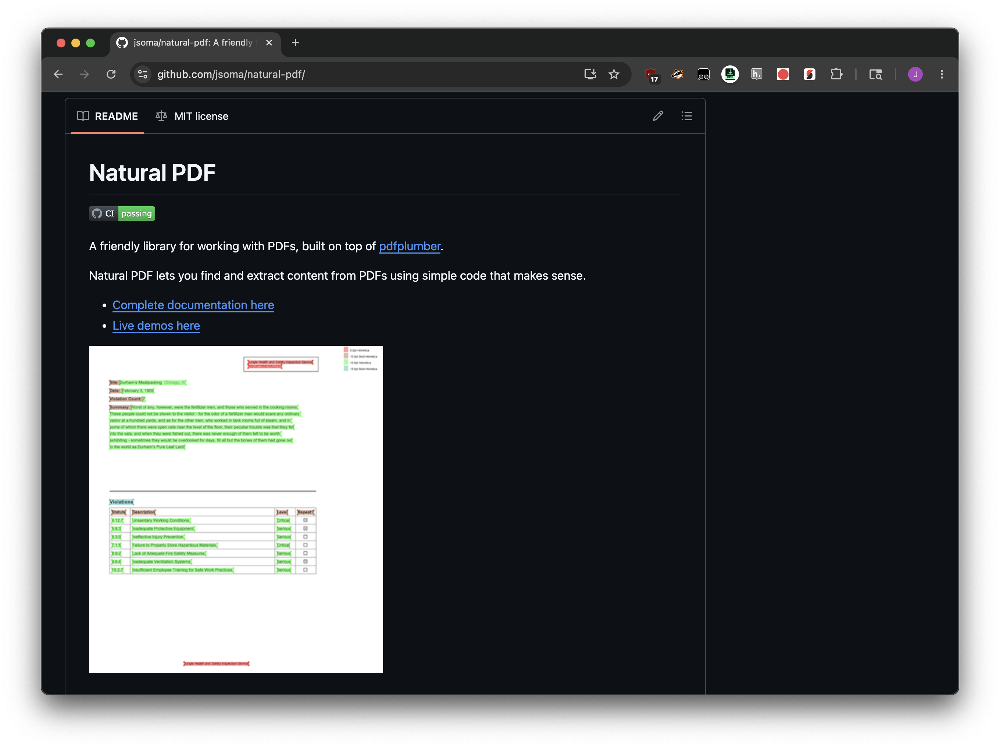 jsoma/natural-pdf: A friendly
github.com/jsoma/natural-pdf/
17
PDF
h.
J
README
MIT license
Natural PDF
CI passing
A friendly library for working with PDFs, built on top of pdfplumber.
Natural PDF lets you find and extract content from PDFs using simple code that makes sense.
Complete documentation here
Live demos here
8.0pt Helvetica
10.0pt Bold Helvetica
10.0pt Helvetica
12.0pt Bold Helvetica
Jungle Health and Safety Inspection Service
Site: Durham's Meatpacking Chicago, Ill.
Date: February 3, 1905
Violation Count: 7
Summary: Worst of any, however, were the fertilizer men, and those who served in the cooking rooms.
These people could not be shown to the visitor - for the odor of a fertilizer man would scare any ordinary
visitor at a hundred yards, and as for the other men, who worked in tank rooms full of steam, and in
some of which there were open vats near the level of the floor, their peculiar trouble was that they fell
into the vats; and when they were fished out, there was never enough of them left to be worth
exhibiting - sometimes they would be overlooked for days, till all but the bones of them had gone out
to the world as Durham's Pure Leaf Lard!
Violations
Statute Description Level Repeat?
4.12.7 Unsanitary Working Conditions. Critical
5.8.3 Inadequate Protective Equipment. Serious
6.3.9 Ineffective Injury Prevention. Serious
7.1.5 Failure to Properly Store Hazardous Materials. Critical
8.9.2 Lack of Adequate Fire Safety Measures. Serious
9.6.4 Inadequate Ventilation Systems. Serious
10.2.7 Insufficient Employee Training for Safe Work Practices. Serious
Jungle Health and Safety Inspection Service